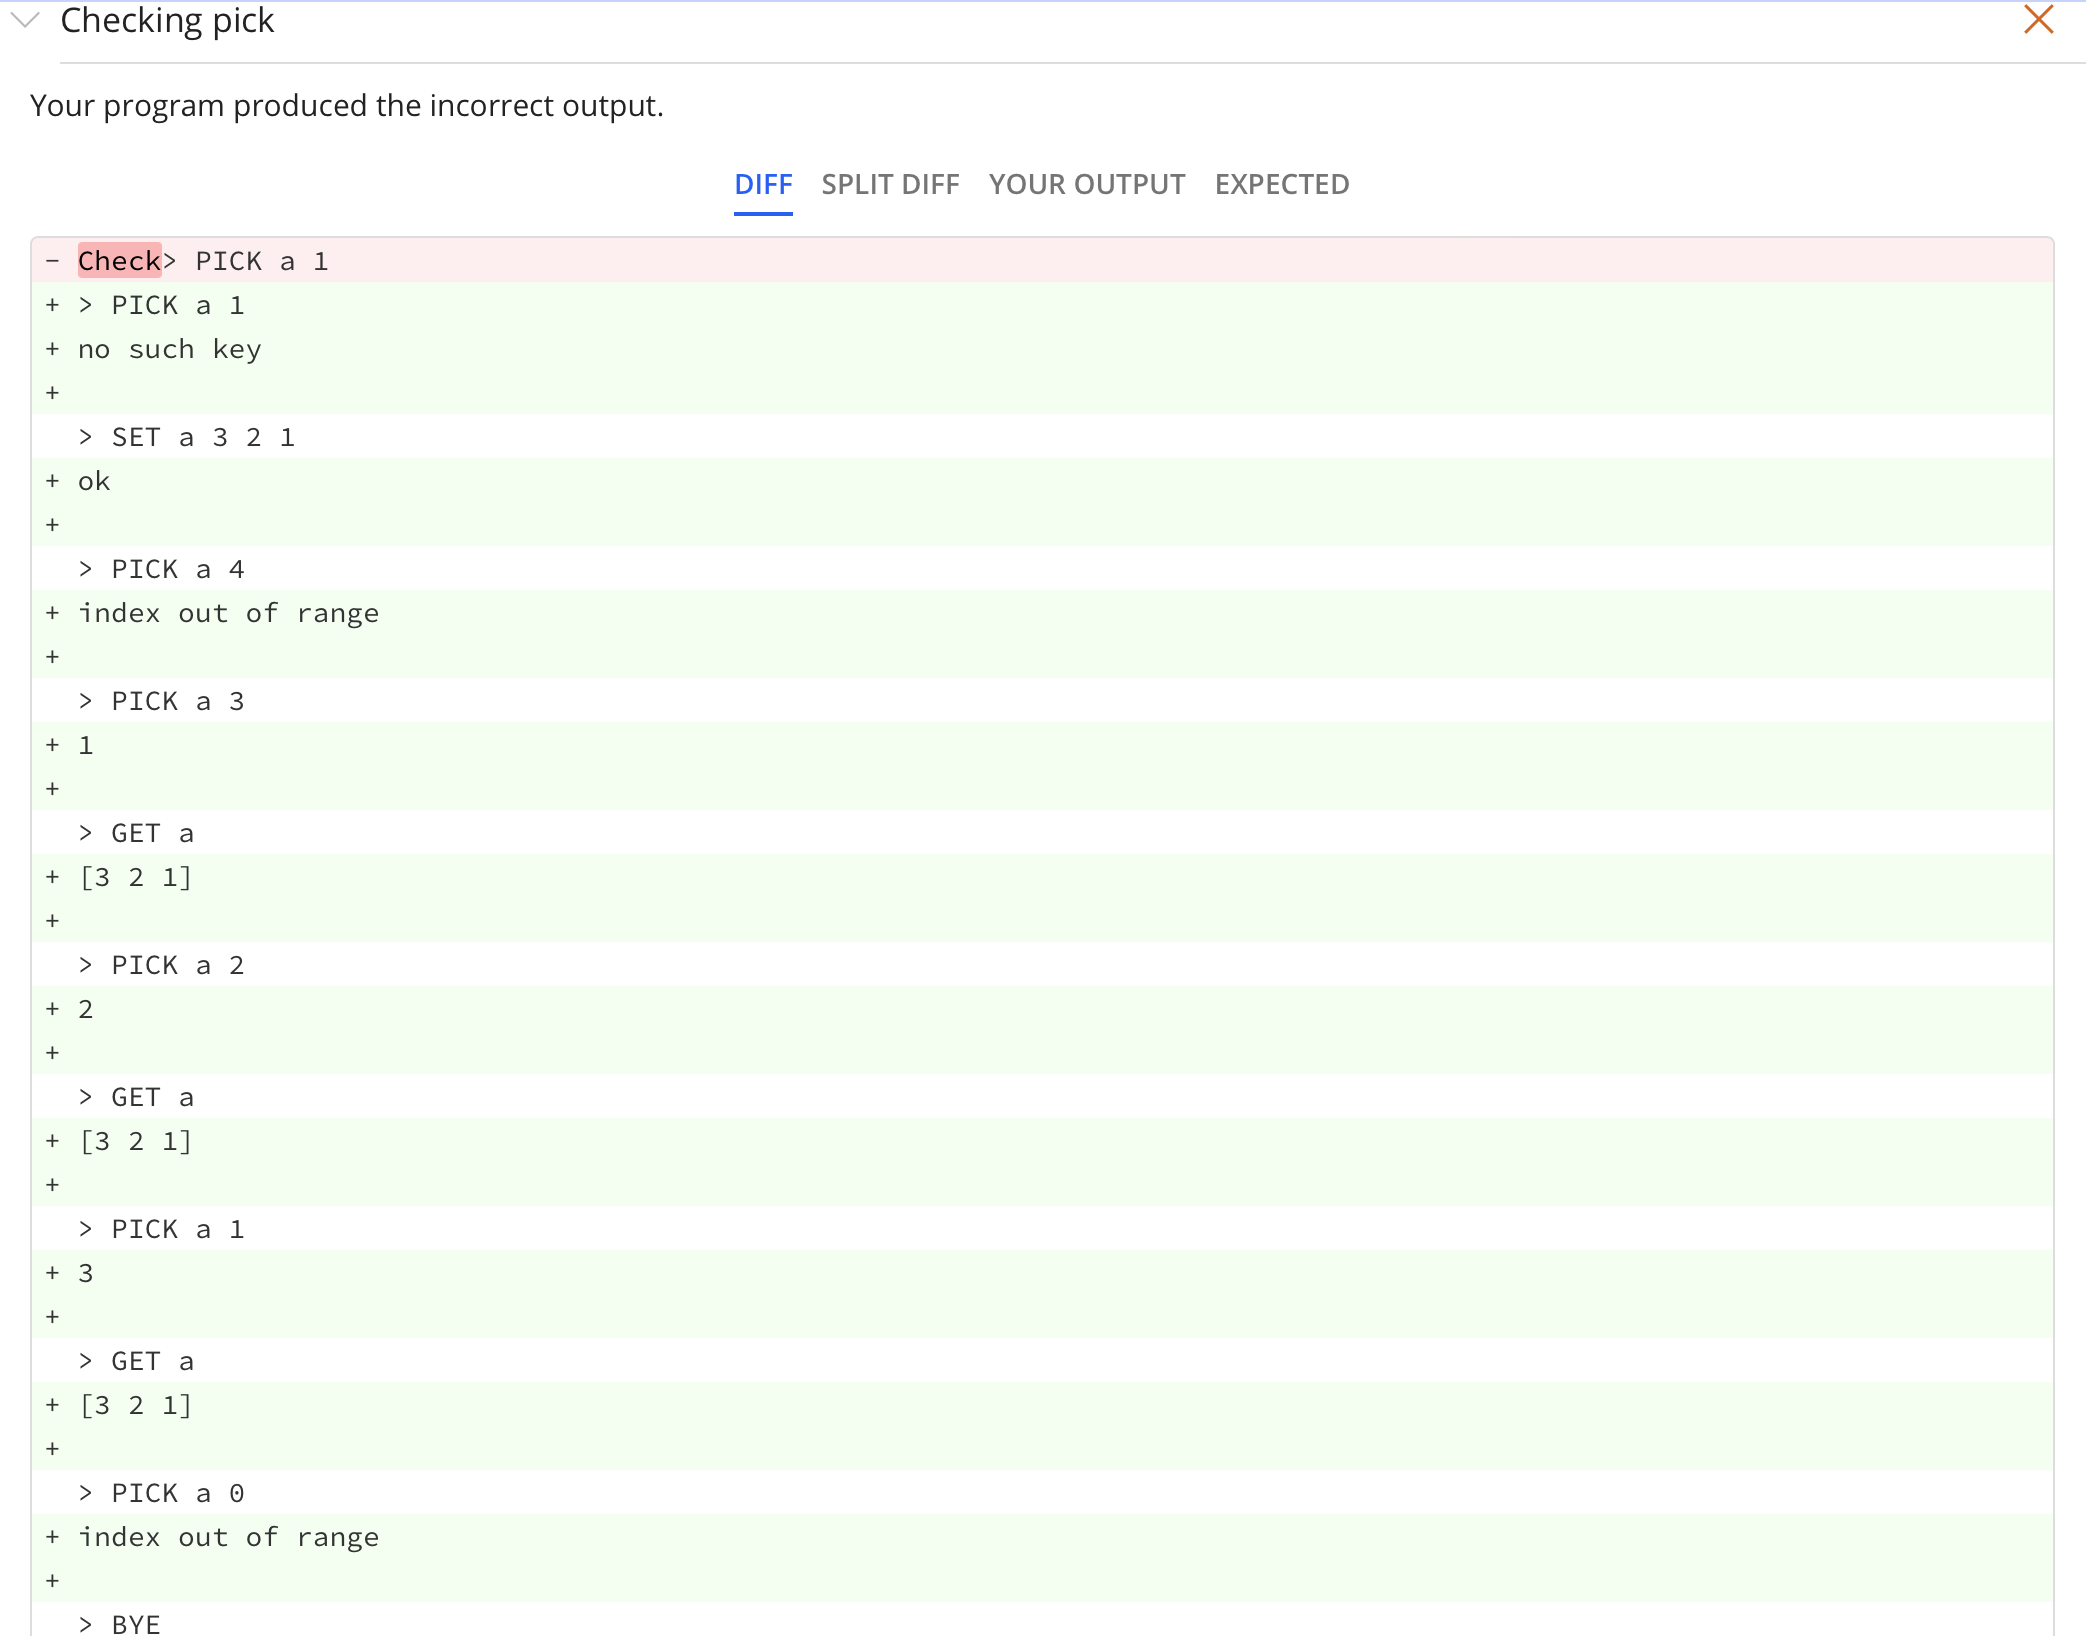 Checking pick
Your program produced the incorrect output.
DIFF SPLIT DIFF YOUR OUTPUT EXPECTED
- Check> PICK a 1
+ > PICK a 1
+ no such key
+
> SET a 3 2 1
+ ok
+
> PICK a 4
+ index out of range
+
> PICK a 3
+ 1
+
> GET a
+ [3 2 1]
+
> PICK a 2
+ 2
+
> GET a
+ [3 2 1]
+
> PICK a 1
+ 3
+
> GET a
+ [3 2 1]
+
> PICK a 0
+ index out of range
+
> BYE